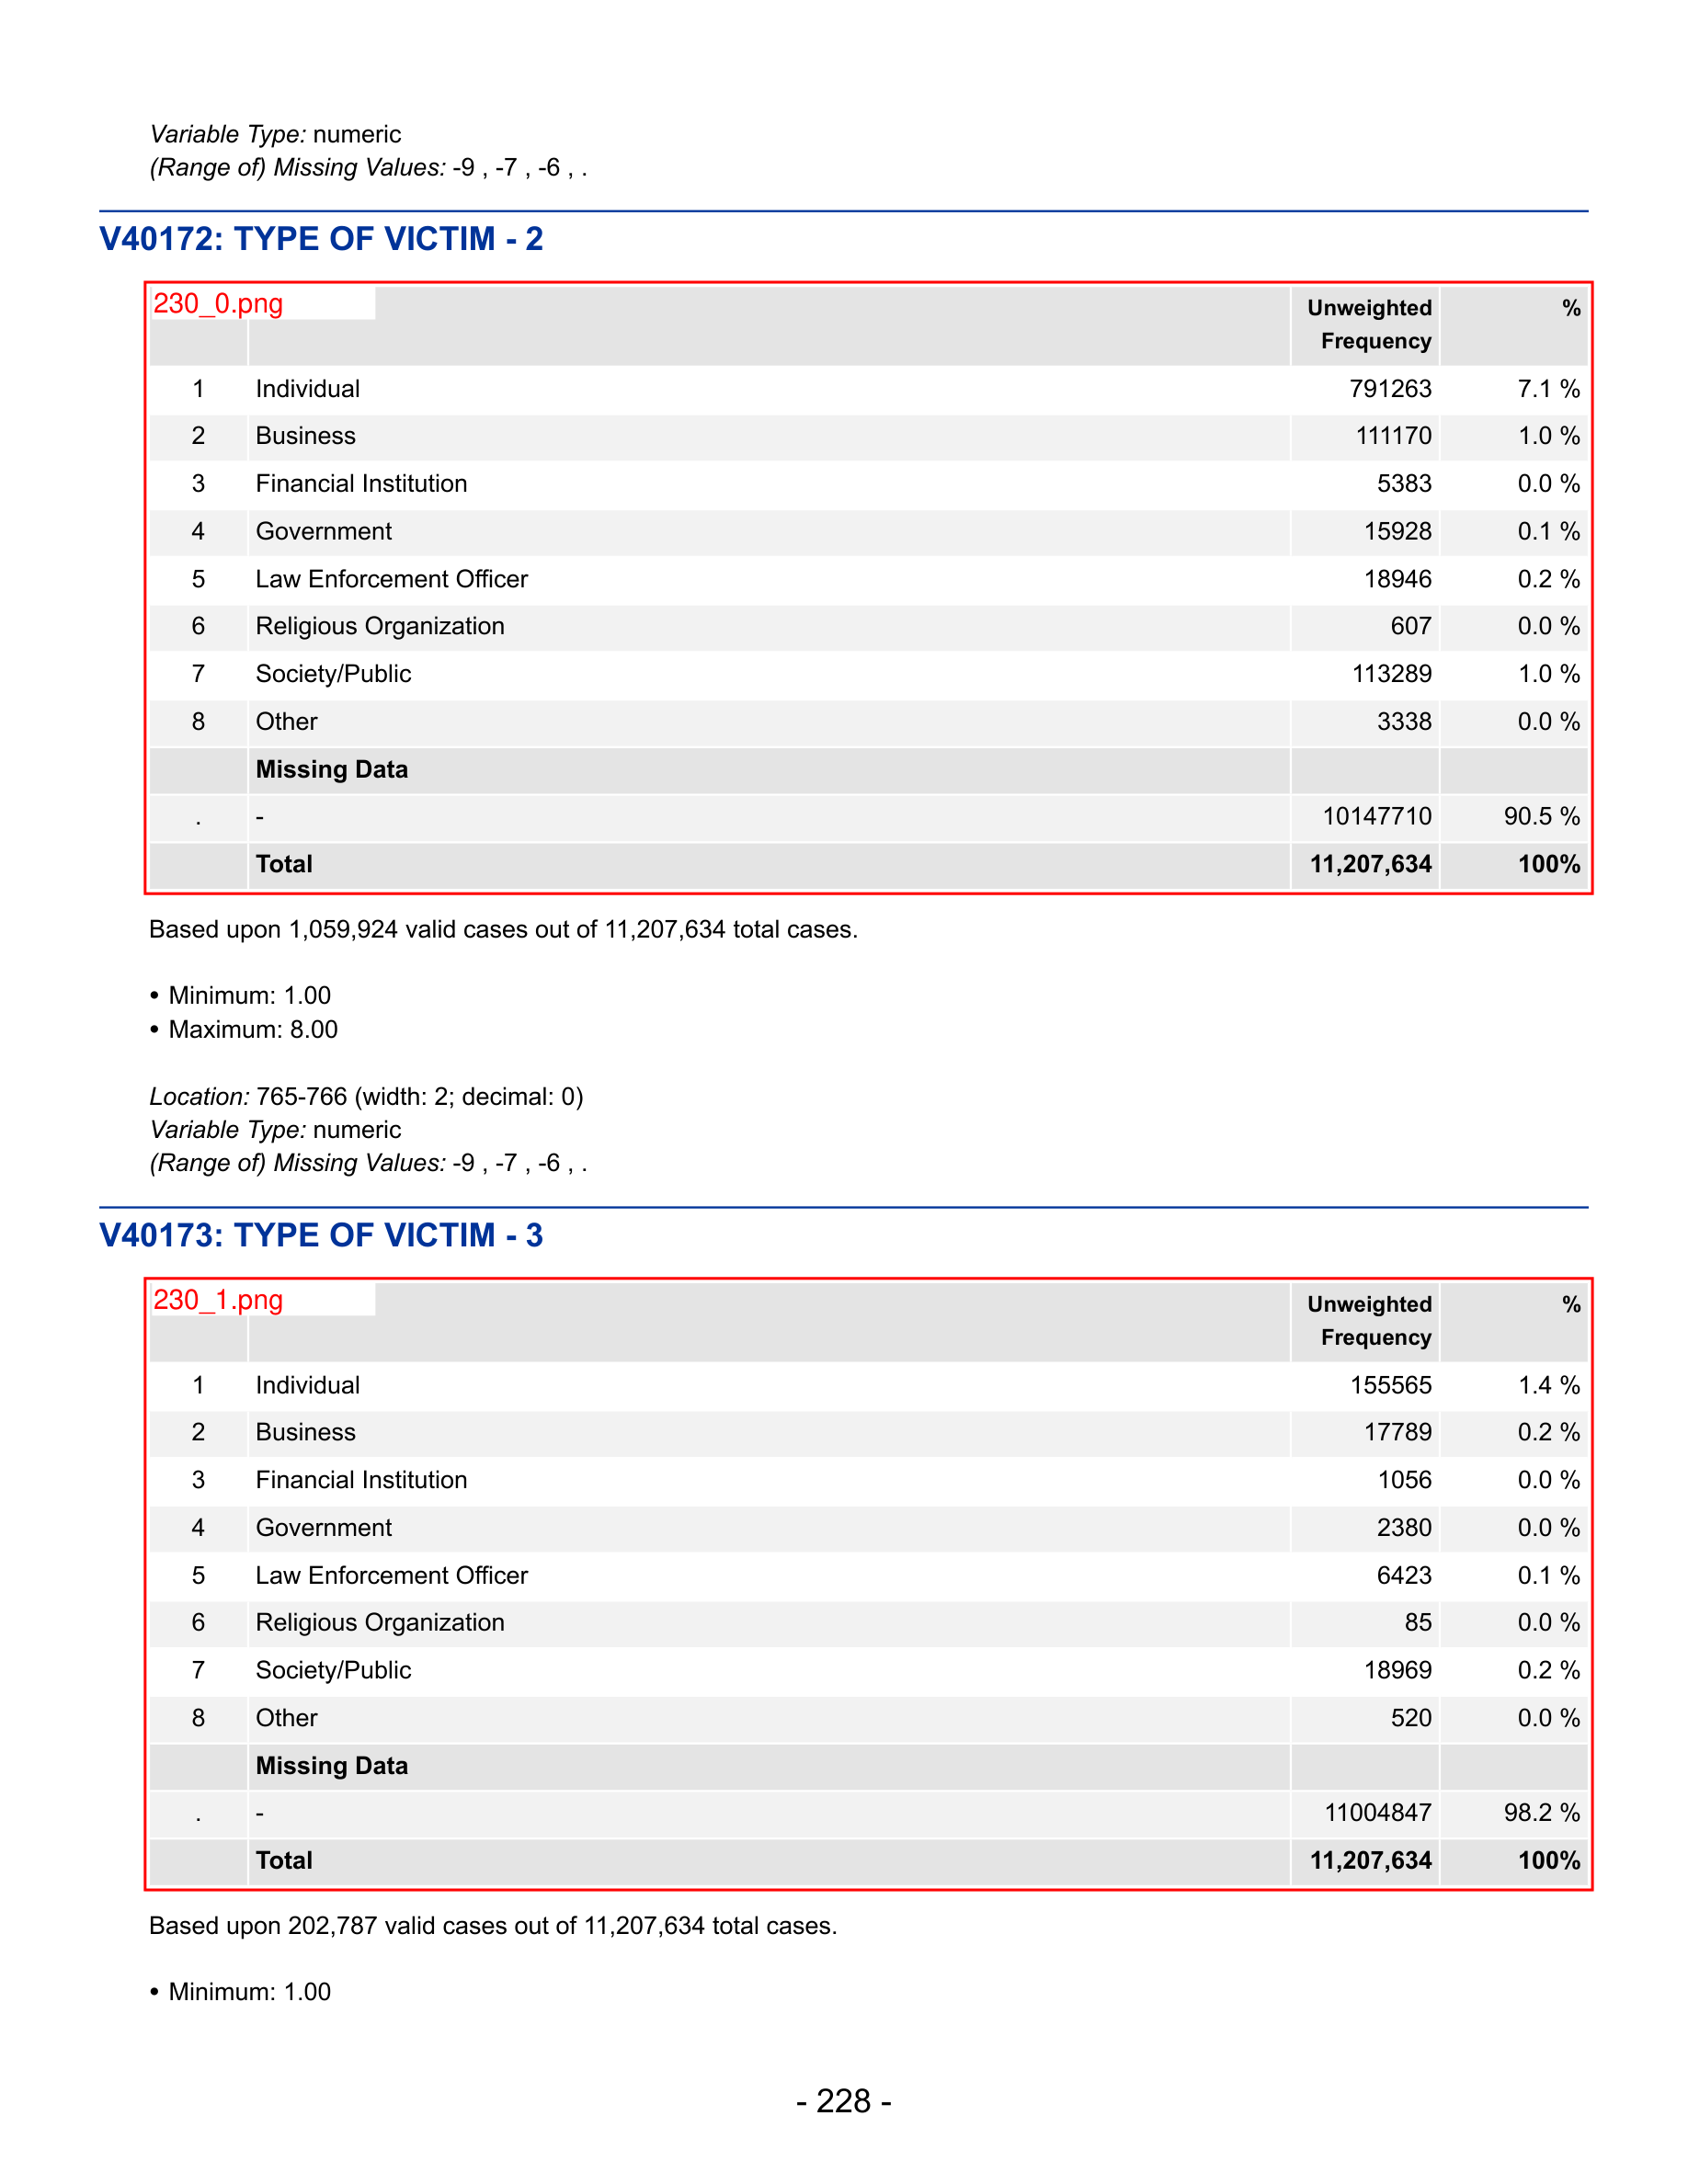 Variable Type: numeric
(Range of) Missing Values: -9 , -7 , -6 , .
V40172: TYPE OF VICTIM - 2
230_0.png
Unweighted Frequency %
1 Individual 791263 7.1 %
2 Business 111170 1.0 %
3 Financial Institution 5383 0.0 %
4 Government 15928 0.1 %
5 Law Enforcement Officer 18946 0.2 %
6 Religious Organization 607 0.0 %
7 Society/Public 113289 1.0 %
8 Other 3338 0.0 %
Missing Data
. - 10147710 90.5 %
Total 11,207,634 100%
Based upon 1,059,924 valid cases out of 11,207,634 total cases.
• Minimum: 1.00
• Maximum: 8.00
Location: 765-766 (width: 2; decimal: 0)
Variable Type: numeric
(Range of) Missing Values: -9 , -7 , -6 , .
V40173: TYPE OF VICTIM - 3
230_1.png
Unweighted Frequency %
1 Individual 155565 1.4 %
2 Business 17789 0.2 %
3 Financial Institution 1056 0.0 %
4 Government 2380 0.0 %
5 Law Enforcement Officer 6423 0.1 %
6 Religious Organization 85 0.0 %
7 Society/Public 18969 0.2 %
8 Other 520 0.0 %
Missing Data
. - 11004847 98.2 %
Total 11,207,634 100%
Based upon 202,787 valid cases out of 11,207,634 total cases.
• Minimum: 1.00
- 228 -